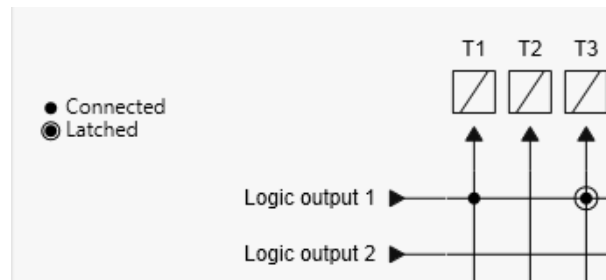 T1 T2 T3
Connected
Latched
Logic output 1
Logic output 2